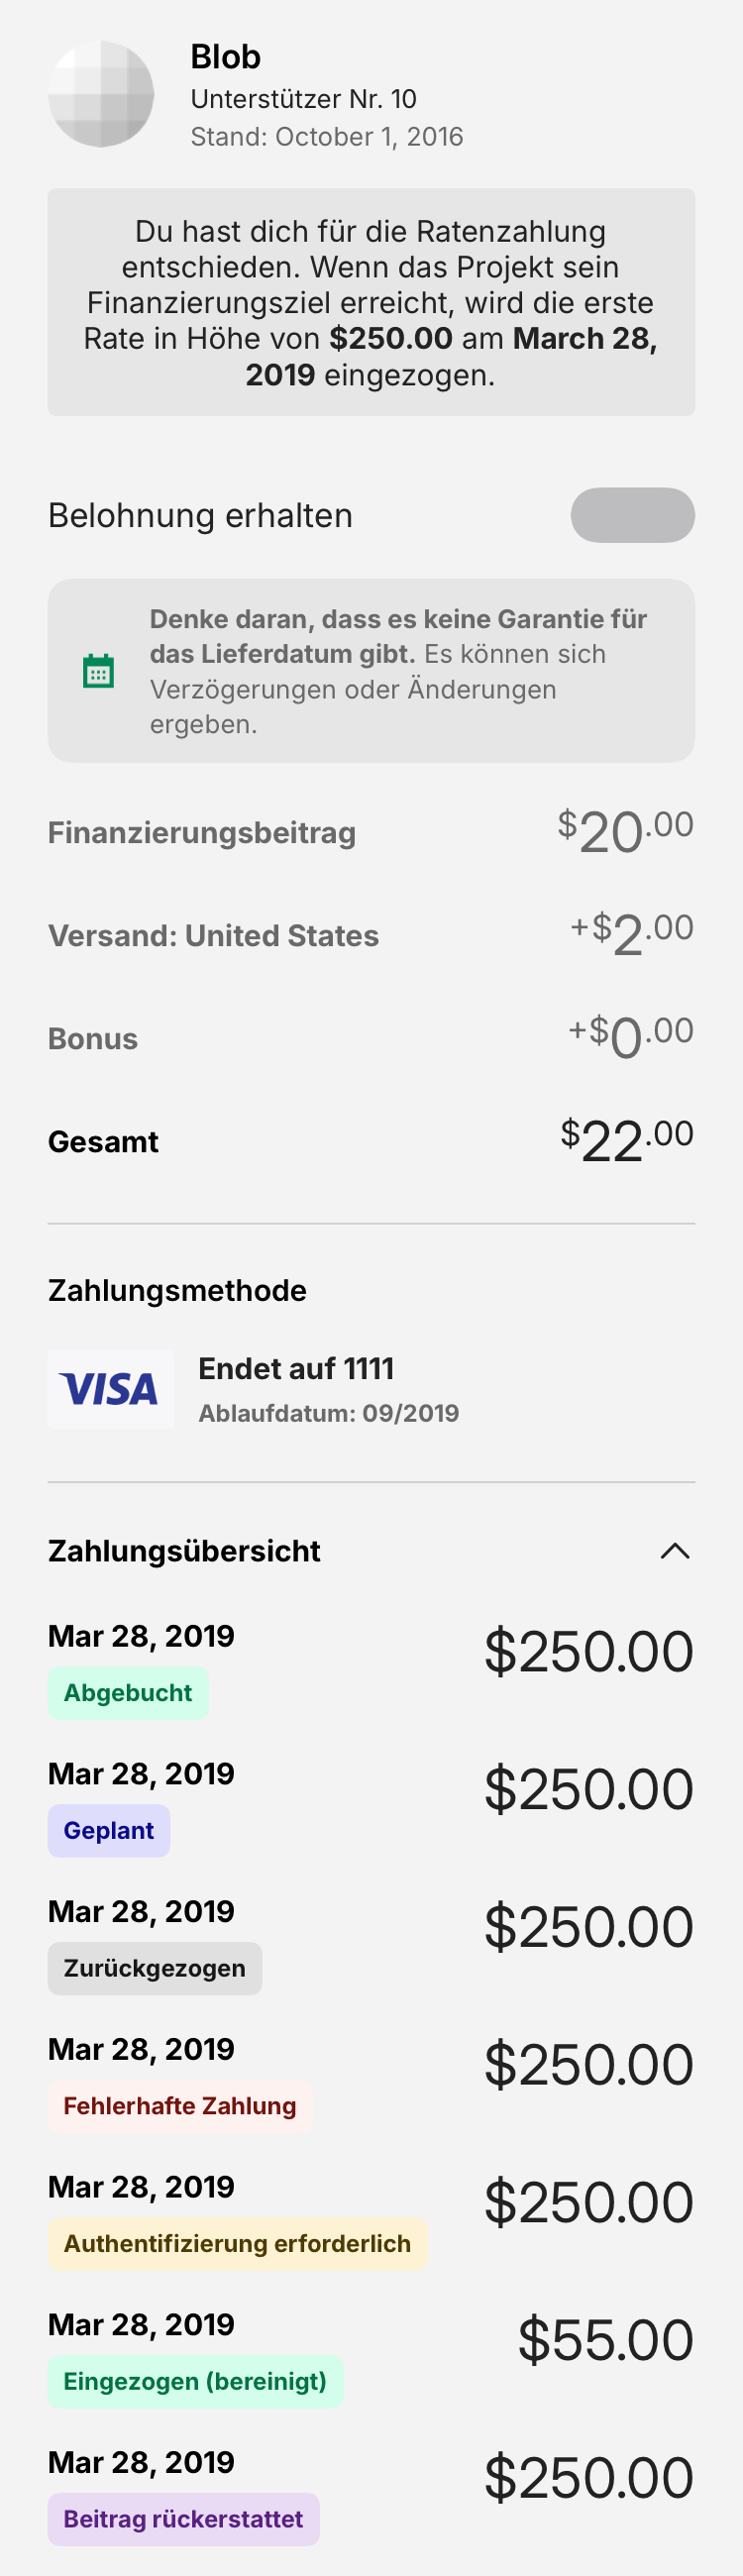 Blob
Unterstützer Nr. 10
Stand: October 1, 2016
Du hast dich für die Ratenzahlung
entschieden. Wenn das Projekt sein
Finanzierungsziel erreicht, wird die erste
Rate in Höhe von $250.00 am March 28,
2019 eingezogen.
Belohnung erhalten
Denke daran, dass es keine Garantie für
das Lieferdatum gibt. Es können sich
Verzögerungen oder Änderungen
ergeben.
Finanzierungsbeitrag $20.00
Versand: United States +$2.00
Bonus +$0.00
Gesamt $22.00
Zahlungsmethode
VISA
Endet auf 1111
Ablaufdatum: 09/2019
Zahlungsübersicht
Mar 28, 2019 $250.00
Abgebucht
Mar 28, 2019 $250.00
Geplant
Mar 28, 2019 $250.00
Zurückgezogen
Mar 28, 2019 $250.00
Fehlerhafte Zahlung
Mar 28, 2019 $250.00
Authentifizierung erforderlich
Mar 28, 2019 $55.00
Eingezogen (bereinigt)
Mar 28, 2019 $250.00
Beitrag rückerstattet